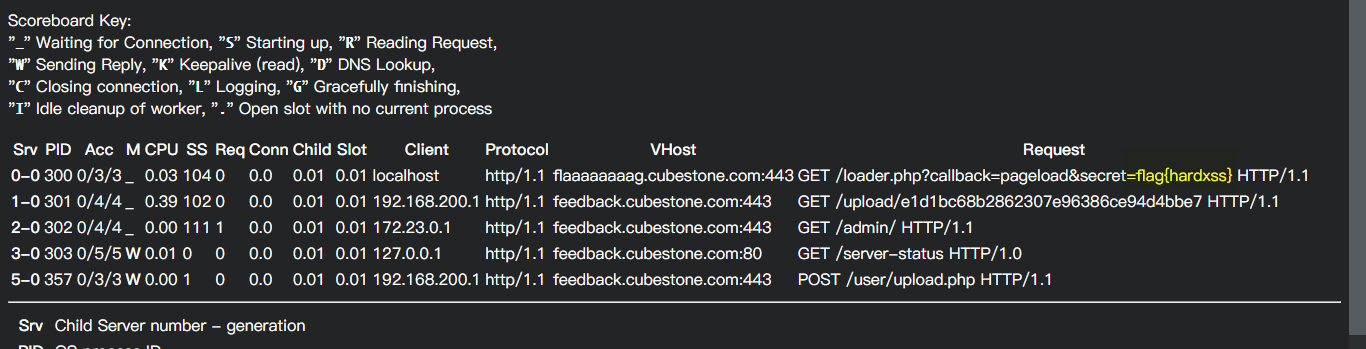 Scoreboard Key:
"_" Waiting for Connection, "S" Starting up, "R" Reading Request,
"W" Sending Reply, "K" Keepalive (read), "D" DNS Lookup,
"C" Closing connection, "L" Logging, "G" Gracefully finishing,
"I" Idle cleanup of worker, "." Open slot with no current process
Srv PID Acc M CPU SS Req Conn Child Slot Client Protocol VHost Request
0-0 300 0/3/3 _ 0.03 104 0 0.0 0.01 0.01 localhost http/1.1 flaaaaaaaag.cubestone.com:443 GET /loader.php?callback=pageload&secret=flag{hardxss} HTTP/1.1
1-0 301 0/4/4 _ 0.39 102 0 0.0 0.01 0.01 192.168.200.1 http/1.1 feedback.cubestone.com:443 GET /upload/e1d1bc68b2862307e96386ce94d4bbe7 HTTP/1.1
2-0 302 0/4/4 _ 0.00 111 1 0.0 0.01 0.01 172.23.0.1 http/1.1 feedback.cubestone.com:443 GET /admin/ HTTP/1.1
3-0 303 0/5/5 W 0.01 0 0 0.0 0.01 0.01 127.0.0.1 http/1.1 feedback.cubestone.com:80 GET /server-status HTTP/1.0
5-0 357 0/3/3 W 0.00 1 0 0.0 0.01 0.01 192.168.200.1 http/1.1 feedback.cubestone.com:443 POST /user/upload.php HTTP/1.1
Srv Child Server number - generation
PID OS process ID